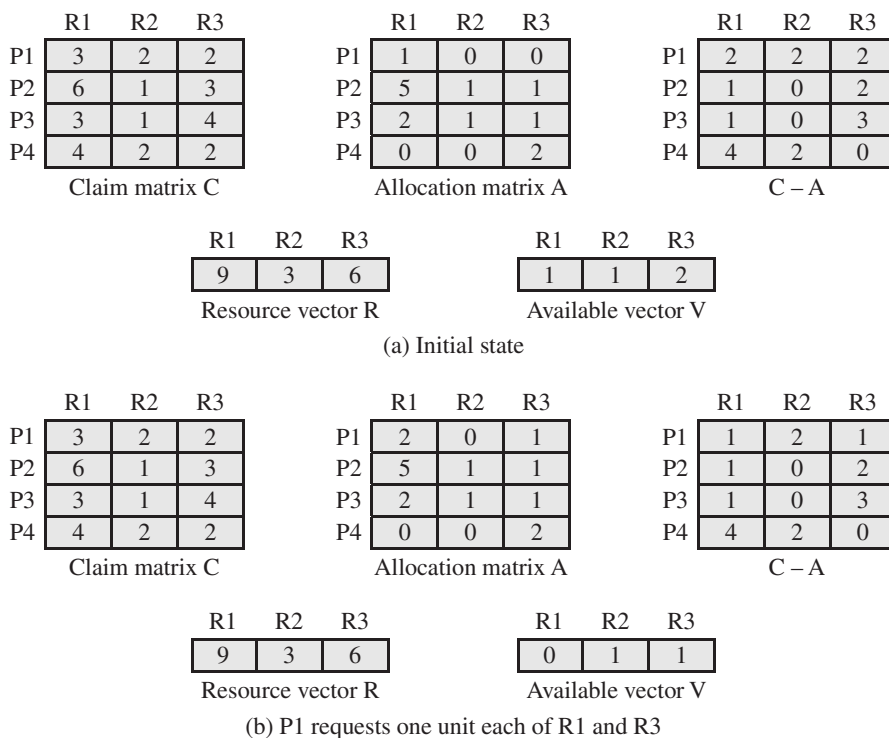 R1 R2 R3 R1 R2 R3 R1 R2 R3
P1 3 2 2 P1 1 0 0 P1 2 2 2
P2 6 1 3 P2 5 1 1 P2 1 0 2
P3 3 1 4 P3 2 1 1 P3 1 0 3
P4 4 2 2 P4 0 0 2 P4 4 2 0
Claim matrix C Allocation matrix A C – A
R1 R2 R3 R1 R2 R3
9 3 6 1 1 2
Resource vector R Available vector V
(a) Initial state
R1 R2 R3 R1 R2 R3 R1 R2 R3
P1 3 2 2 P1 2 0 1 P1 1 2 1
P2 6 1 3 P2 5 1 1 P2 1 0 2
P3 3 1 4 P3 2 1 1 P3 1 0 3
P4 4 2 2 P4 0 0 2 P4 4 2 0
Claim matrix C Allocation matrix A C – A
R1 R2 R3 R1 R2 R3
9 3 6 0 1 1
Resource vector R Available vector V
(b) P1 requests one unit each of R1 and R3